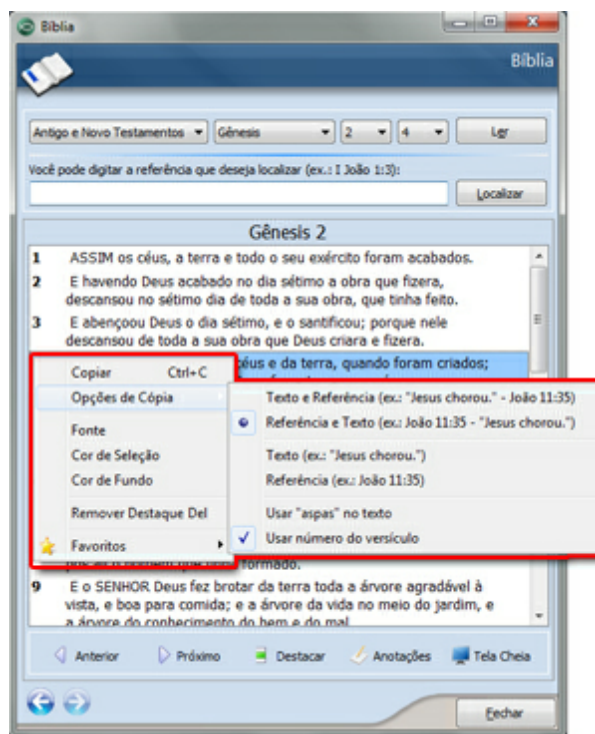 Bíblia
Bíblia
Antigo e Novo Testamentos Gênesis 2 4 Ler
Você pode digitar a referência que deseja localizar (ex.: I João 1:3):
Localizar
Gênesis 2
1 ASSIM os céus, a terra e todo o seu exército foram acabados.
2 E havendo Deus acabado no dia sétimo a obra que fizera,
descansou no sétimo dia de toda a sua obra, que tinha feito.
3 E abençoou Deus o dia sétimo, e o santificou; porque nele
descansou de toda a sua obra que Deus criara e fizera.
céus e da terra, quando foram criados;
Copiar Ctrl+C
Opções de Cópia
Fonte
Cor de Seleção
Cor de Fundo
Remover Destaque Del
Favoritos
Texto e Referência (ex.: "Jesus chorou." - João 11:35)
Referência e Texto (ex.: João 11:35 - "Jesus chorou.")
Texto (ex.: "Jesus chorou.")
Referência (ex.: João 11:35)
Usar "aspas" no texto
Usar número do versículo
formado.
9 E o SENHOR Deus fez brotar da terra toda a árvore agradável à
vista, e boa para comida; e a árvore da vida no meio do jardim, e
a árvore do conhecimento do bem e do mal
Anterior Próximo Destacar Anotações Tela Cheia
Fechar